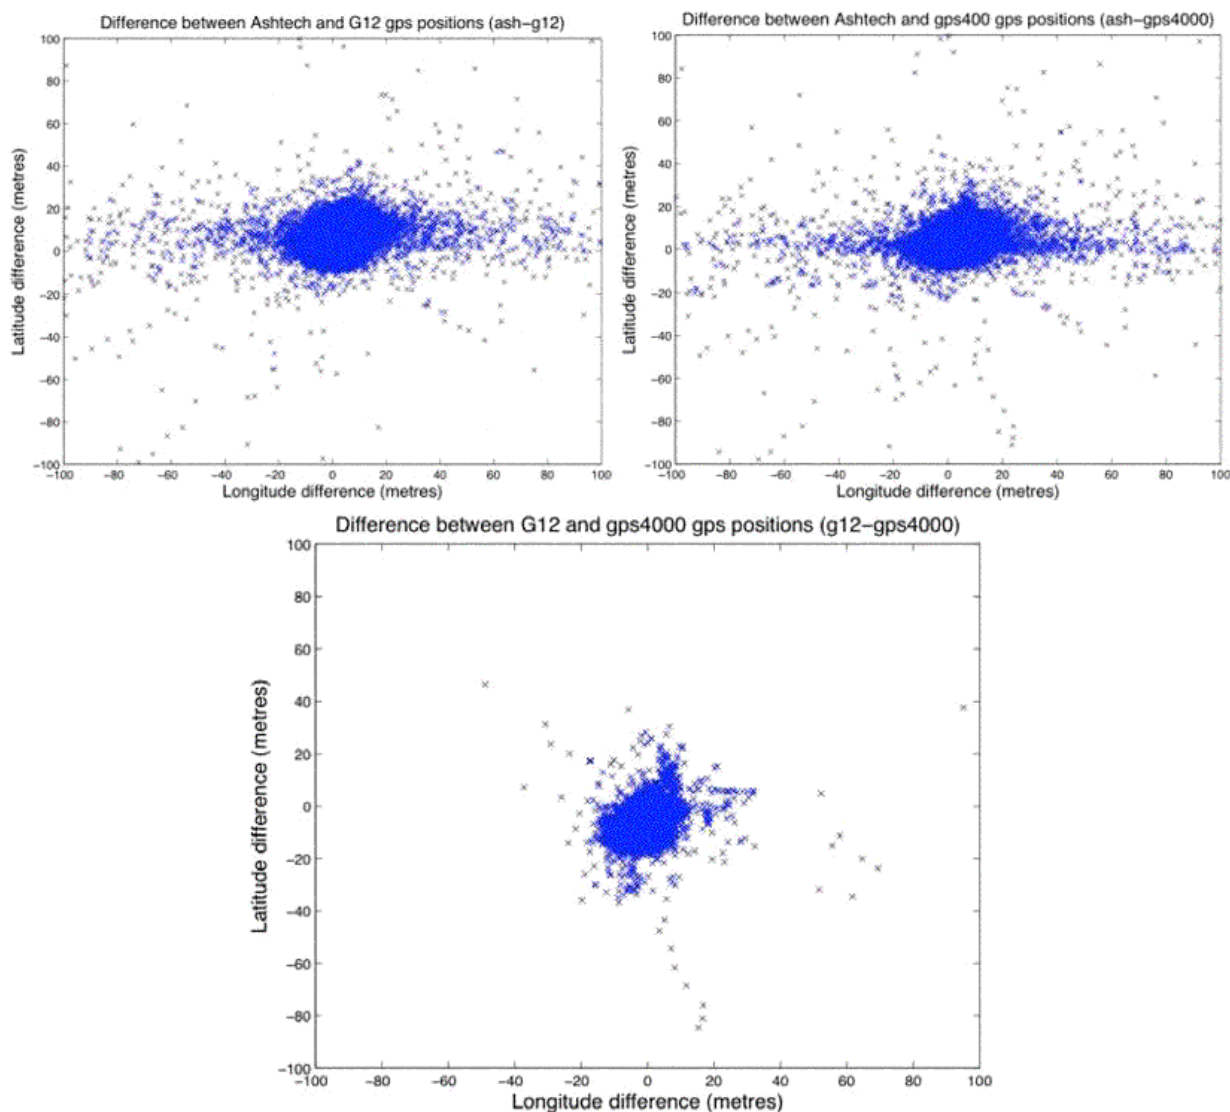 Difference between Ashtech and G12 gps positions (ash−g12)
100
80
60
40
20
0
−20
−40
−60
−80
−100
Latitude difference (metres)
−100 −80 −60 −40 −20 0 20 40 60 80 100
Longitude difference (metres)
Difference between Ashtech and gps400 gps positions (ash−gps4000)
100
80
60
40
20
0
−20
−40
−60
−80
−100
Latitude difference (metres)
−100 −80 −60 −40 −20 0 20 40 60 80 100
Longitude difference (metres)
Difference between G12 and gps4000 gps positions (g12−gps4000)
100
80
60
40
20
0
−20
−40
−60
−80
−100
Latitude difference (metres)
−100 −80 −60 −40 −20 0 20 40 60 80 100
Longitude difference (metres)